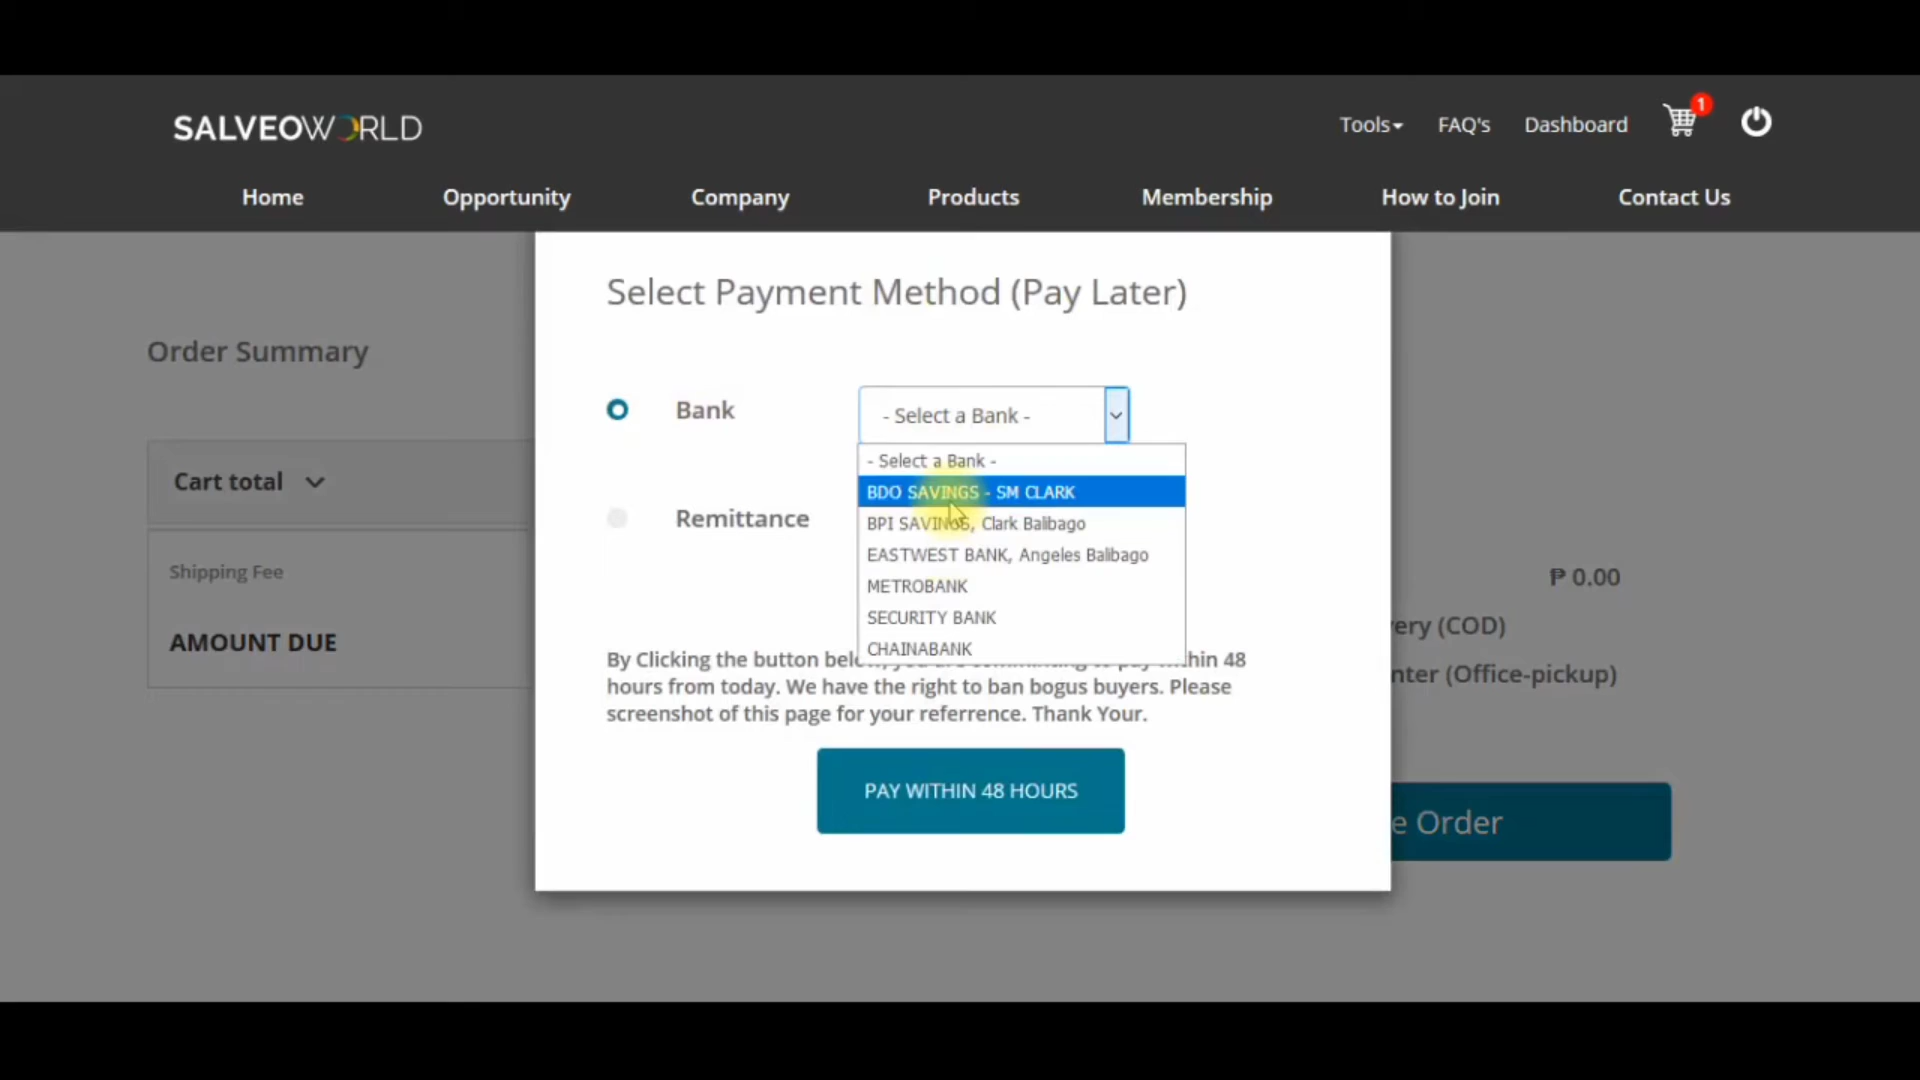 SALVEOWORLD
Tools
FAQ's
Dashboard
1
Home
Opportunity
Company
Products
Membership
How to Join
Contact Us
Select Payment Method (Pay Later)
Order Summary
Bank
- Select a Bank -
- Select a Bank -
BDO SAVINGS - SM CLARK
BPI SAVINGS, Clark Balibago
EASTWEST BANK, Angeles Balibago
METROBANK
SECURITY BANK
CHAINABANK
Remittance
Cart total
Shipping Fee
₱ 0.00
AMOUNT DUE
(COD)
(Office-pickup)
By Clicking the button to pay 48
hours from today. We have the right to ban bogus buyers. Please
screenshot of this page for your referrence. Thank Your.
PAY WITHIN 48 HOURS
Order